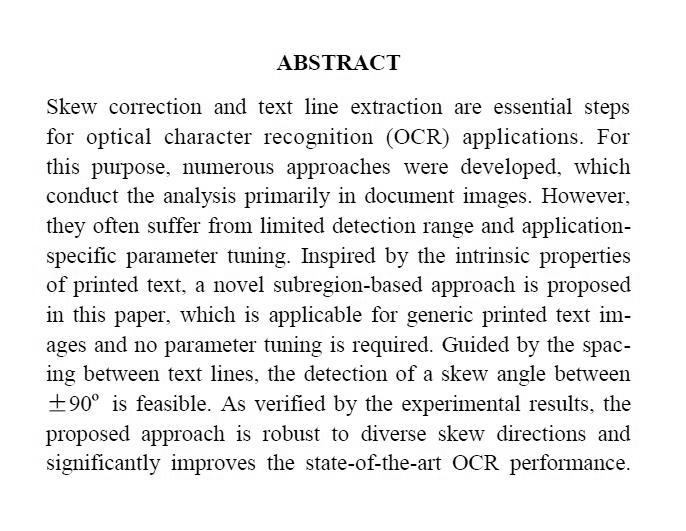 ABSTRACT
Skew correction and text line extraction are essential steps
for optical character recognition (OCR) applications. For
this purpose, numerous approaches were developed, which
conduct the analysis primarily in document images. However,
they often suffer from limited detection range and application-
specific parameter tuning. Inspired by the intrinsic properties
of printed text, a novel subregion-based approach is proposed
in this paper, which is applicable for generic printed text im-
ages and no parameter tuning is required. Guided by the spac-
ing between text lines, the detection of a skew angle between
±90° is feasible. As verified by the experimental results, the
proposed approach is robust to diverse skew directions and
significantly improves the state-of-the-art OCR performance.